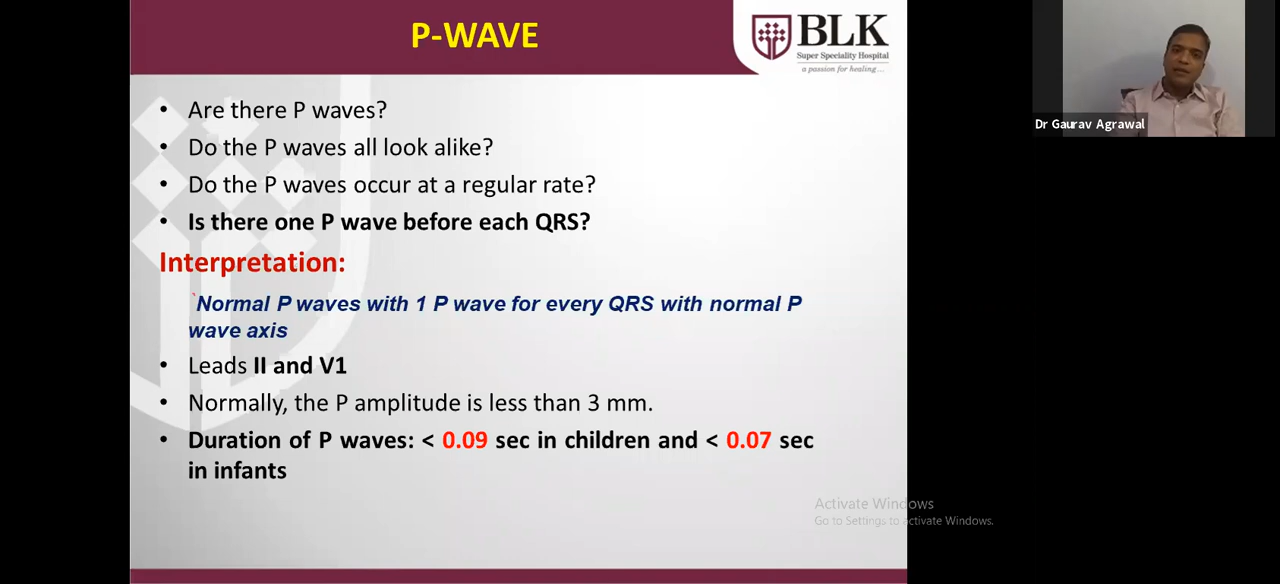 P-WAVE
BLK
Super Speciality Hospital
a passion for healing...
• Are there P waves?
• Do the P waves all look alike?
• Do the P waves occur at a regular rate?
• Is there one P wave before each QRS?
Interpretation:
`Normal P waves with 1 P wave for every QRS with normal P
wave axis
• Leads II and V1
• Normally, the P amplitude is less than 3 mm.
• Duration of P waves: < 0.09 sec in children and < 0.07 sec
in infants
Dr Gaurav Agrawal
Activate Windows
Go to Settings to activate Windows.